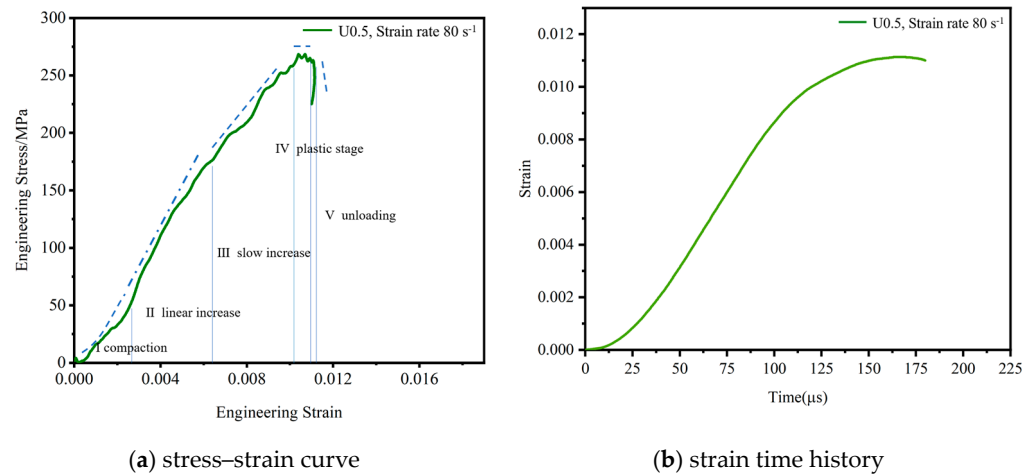 300
250
200
150
100
50
0
Engineering Stress/MPa
U0.5, Strain rate 80 s⁻¹
IV plastic stage
V unloading
III slow increase
II linear increase
I compaction
0.000 0.004 0.008 0.012 0.016
Engineering Strain
(a) stress–strain curve
0.012
0.010
0.008
0.006
0.004
0.002
0.000
Strain
U0.5, Strain rate 80 s⁻¹
0 25 50 75 100 125 150 175 200 225
Time(μs)
(b) strain time history